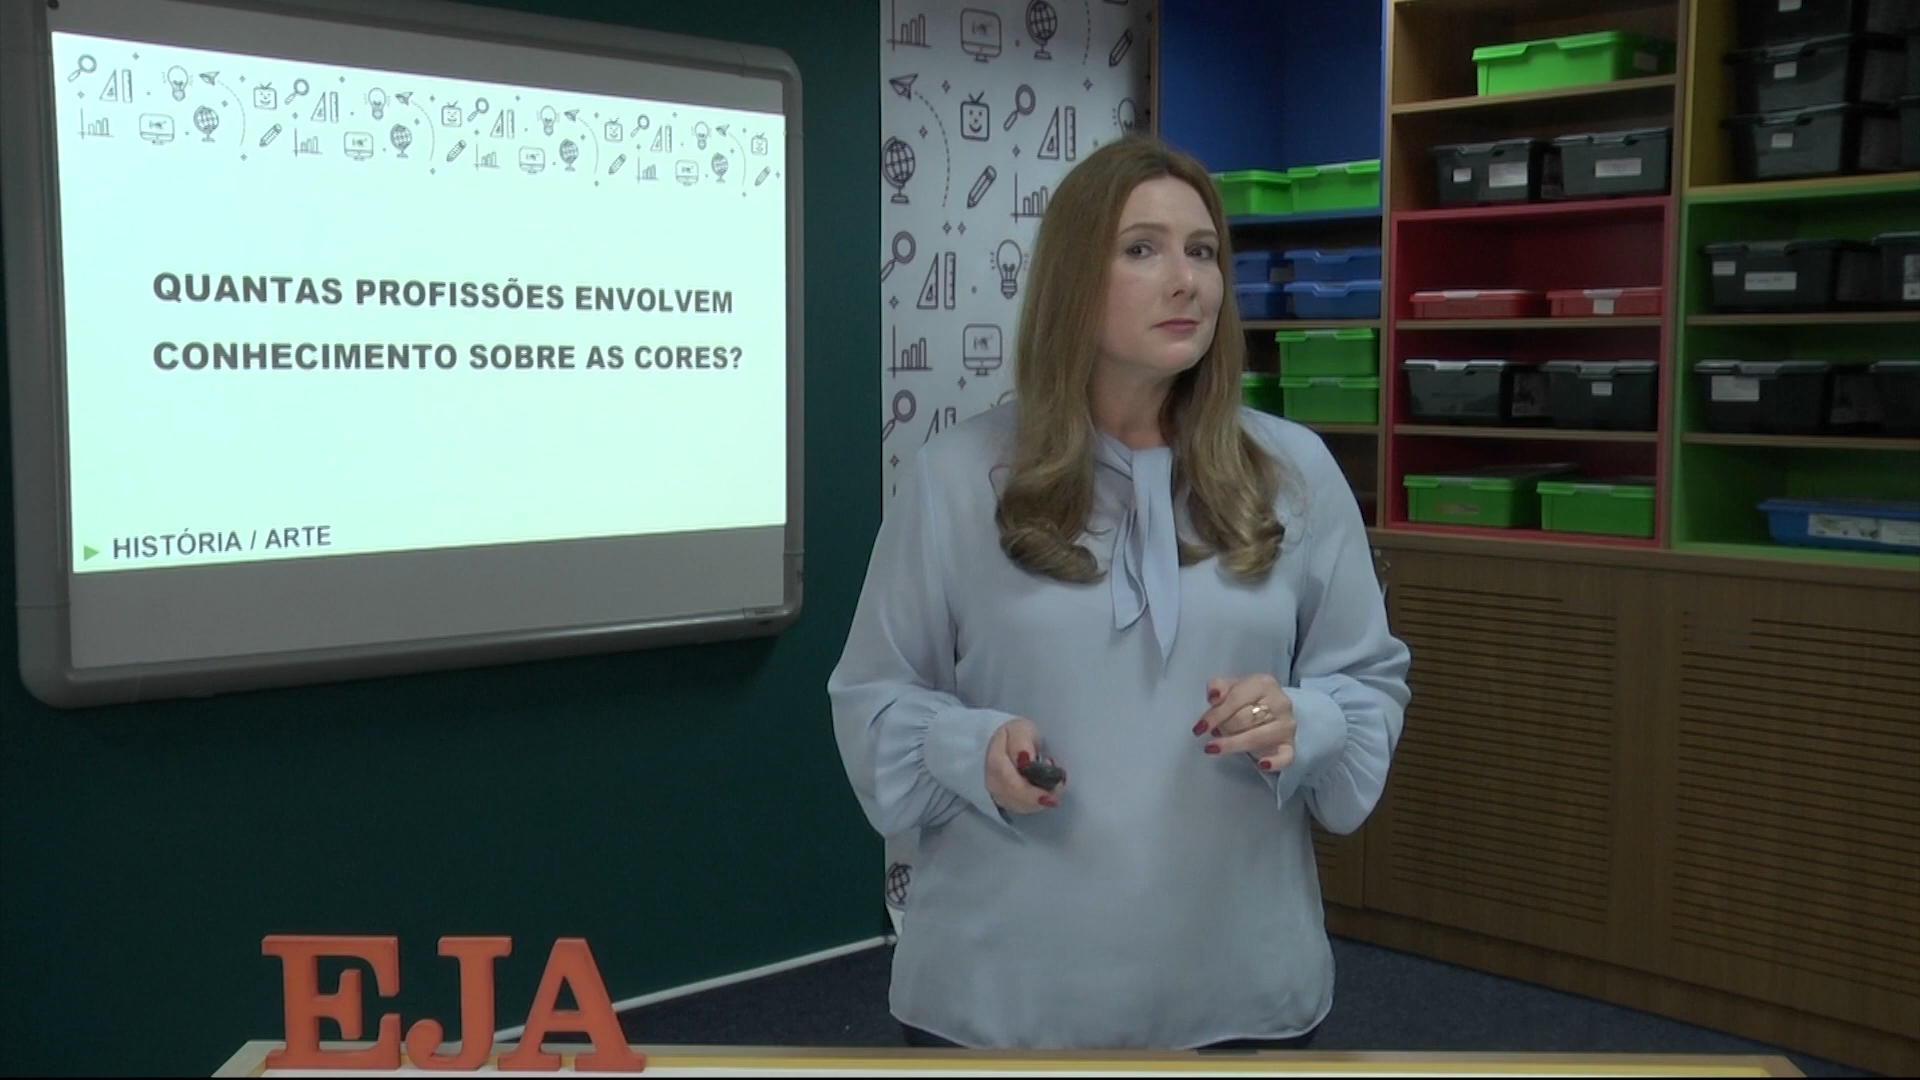 QUANTAS PROFISSÕES ENVOLVEM
CONHECIMENTO SOBRE AS CORES?
HISTÓRIA / ARTE
EJA